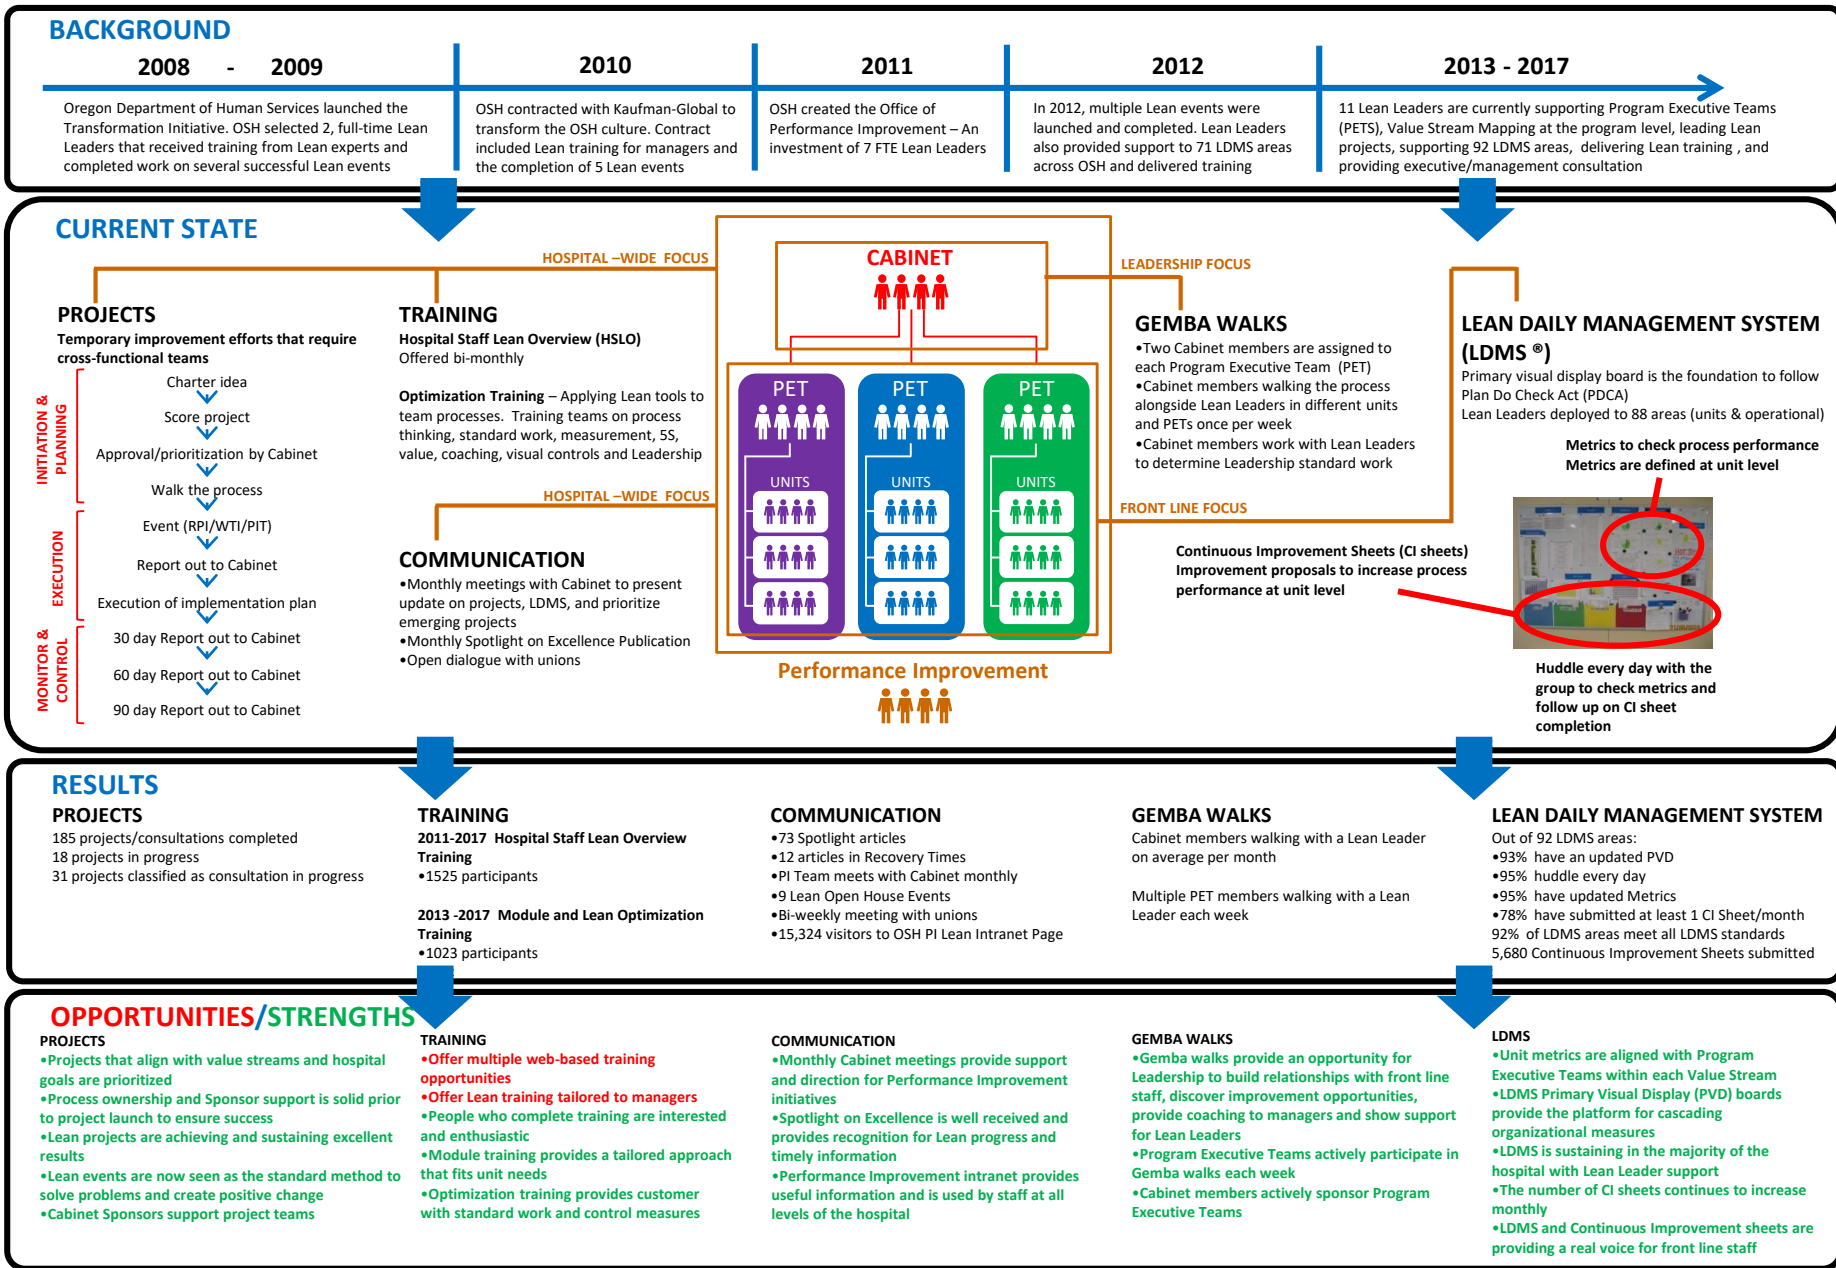 BACKGROUND
2008 - 2009
Oregon Department of Human Services launched the
Transformation Initiative. OSH selected 2, full-time Lean
Leaders that received training from Lean experts and
completed work on several successful Lean events
2010
OSH contracted with Kaufman-Global to
transform the OSH culture. Contract
included Lean training for managers and
the completion of 5 Lean events
2011
OSH created the Office of
Performance Improvement – An
investment of 7 FTE Lean Leaders
2012
In 2012, multiple Lean events were
launched and completed. Lean Leaders
also provided support to 71 LDMS areas
across OSH and delivered training
2013 - 2017
11 Lean Leaders are currently supporting Program Executive Teams
(PETS), Value Stream Mapping at the program level, leading Lean
projects, supporting 92 LDMS areas, delivering Lean training , and
providing executive/management consultation
CURRENT STATE
HOSPITAL –WIDE FOCUS
PROJECTS
Temporary improvement efforts that require
cross-functional teams
INITIATION &
PLANNING
Charter idea
Score project
Approval/prioritization by Cabinet
Walk the process
EXECUTION
Event (RPI/WTI/PIT)
Report out to Cabinet
Execution of implementation plan
MONITOR &
CONTROL
30 day Report out to Cabinet
60 day Report out to Cabinet
90 day Report out to Cabinet
TRAINING
Hospital Staff Lean Overview (HSLO)
Offered bi-monthly
Optimization Training – Applying Lean tools to
team processes. Training teams on process
thinking, standard work, measurement, 5S,
value, coaching, visual controls and Leadership
HOSPITAL –WIDE FOCUS
COMMUNICATION
•Monthly meetings with Cabinet to present
update on projects, LDMS, and prioritize
emerging projects
•Monthly Spotlight on Excellence Publication
•Open dialogue with unions
CABINET
PET
UNITS
PET
UNITS
PET
UNITS
Performance Improvement
LEADERSHIP FOCUS
GEMBA WALKS
•Two Cabinet members are assigned to
each Program Executive Team (PET)
•Cabinet members walking the process
alongside Lean Leaders in different units
and PETs once per week
•Cabinet members work with Lean Leaders
to determine Leadership standard work
FRONT LINE FOCUS
LEAN DAILY MANAGEMENT SYSTEM
(LDMS ®)
Primary visual display board is the foundation to follow
Plan Do Check Act (PDCA)
Lean Leaders deployed to 88 areas (units & operational)
Metrics to check process performance
Metrics are defined at unit level
Continuous Improvement Sheets (CI sheets)
Improvement proposals to increase process
performance at unit level
Huddle every day with the
group to check metrics and
follow up on CI sheet
completion
RESULTS
PROJECTS
185 projects/consultations completed
18 projects in progress
31 projects classified as consultation in progress
TRAINING
2011-2017 Hospital Staff Lean Overview
Training
•1525 participants
2013 -2017 Module and Lean Optimization
Training
•1023 participants
COMMUNICATION
•73 Spotlight articles
•12 articles in Recovery Times
•PI Team meets with Cabinet monthly
•9 Lean Open House Events
•Bi-weekly meeting with unions
•15,324 visitors to OSH PI Lean Intranet Page
GEMBA WALKS
Cabinet members walking with a Lean Leader
on average per month
Multiple PET members walking with a Lean
Leader each week
LEAN DAILY MANAGEMENT SYSTEM
Out of 92 LDMS areas:
•93% have an updated PVD
•95% huddle every day
•95% have updated Metrics
•78% have submitted at least 1 CI Sheet/month
92% of LDMS areas meet all LDMS standards
5,680 Continuous Improvement Sheets submitted
OPPORTUNITIES/STRENGTHS
PROJECTS
•Projects that align with value streams and hospital
goals are prioritized
•Process ownership and Sponsor support is solid prior
to project launch to ensure success
•Lean projects are achieving and sustaining excellent
results
•Lean events are now seen as the standard method to
solve problems and create positive change
•Cabinet Sponsors support project teams
TRAINING
•Offer multiple web-based training
opportunities
•Offer Lean training tailored to managers
•People who complete training are interested
and enthusiastic
•Module training provides a tailored approach
that fits unit needs
•Optimization training provides customer
with standard work and control measures
COMMUNICATION
•Monthly Cabinet meetings provide support
and direction for Performance Improvement
initiatives
•Spotlight on Excellence is well received and
provides recognition for Lean progress and
timely information
•Performance Improvement intranet provides
useful information and is used by staff at all
levels of the hospital
GEMBA WALKS
•Gemba walks provide an opportunity for
Leadership to build relationships with front line
staff, discover improvement opportunities,
provide coaching to managers and show support
for Lean Leaders
•Program Executive Teams actively participate in
Gemba walks each week
•Cabinet members actively sponsor Program
Executive Teams
LDMS
•Unit metrics are aligned with Program
Executive Teams within each Value Stream
•LDMS Primary Visual Display (PVD) boards
provide the platform for cascading
organizational measures
•LDMS is sustaining in the majority of the
hospital with Lean Leader support
•The number of CI sheets continues to increase
monthly
•LDMS and Continuous Improvement sheets are
providing a real voice for front line staff